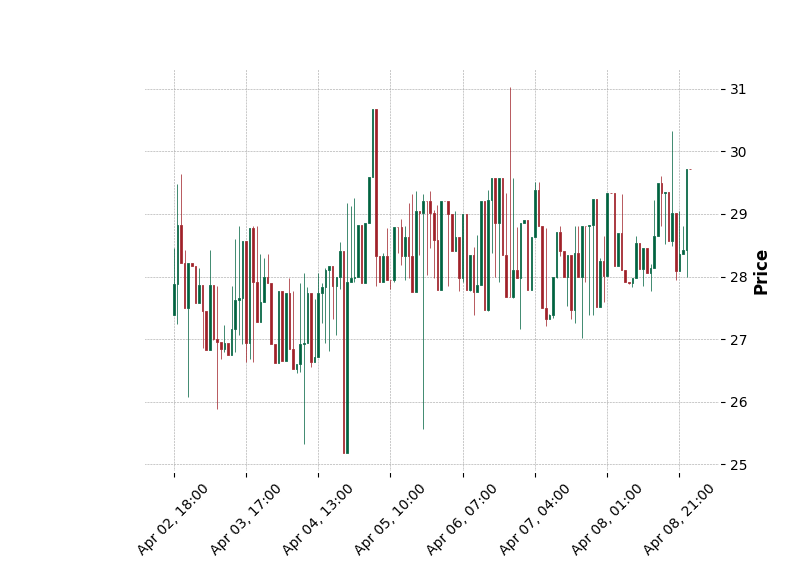 31
30
29
28
27
26
25
Price
Apr 02, 18:00
Apr 03, 17:00
Apr 04, 13:00
Apr 05, 10:00
Apr 06, 07:00
Apr 07, 04:00
Apr 08, 01:00
Apr 08, 21:00